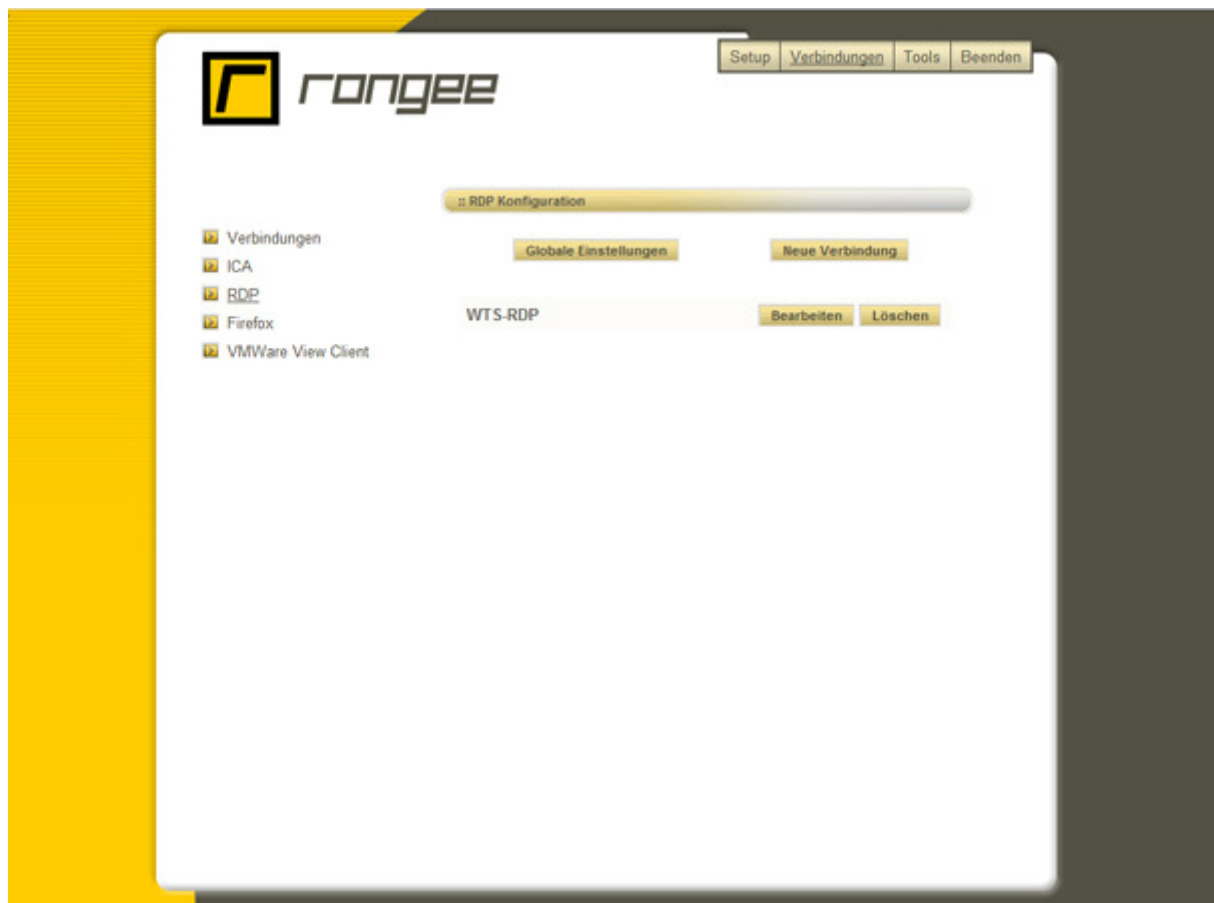 rangee
Setup Verbindungen Tools Beenden
:: RDP Konfiguration
Verbindungen
ICA
RDP
Firefox
VMWare View Client
Globale Einstellungen Neue Verbindung
WTS-RDP Bearbeiten Löschen